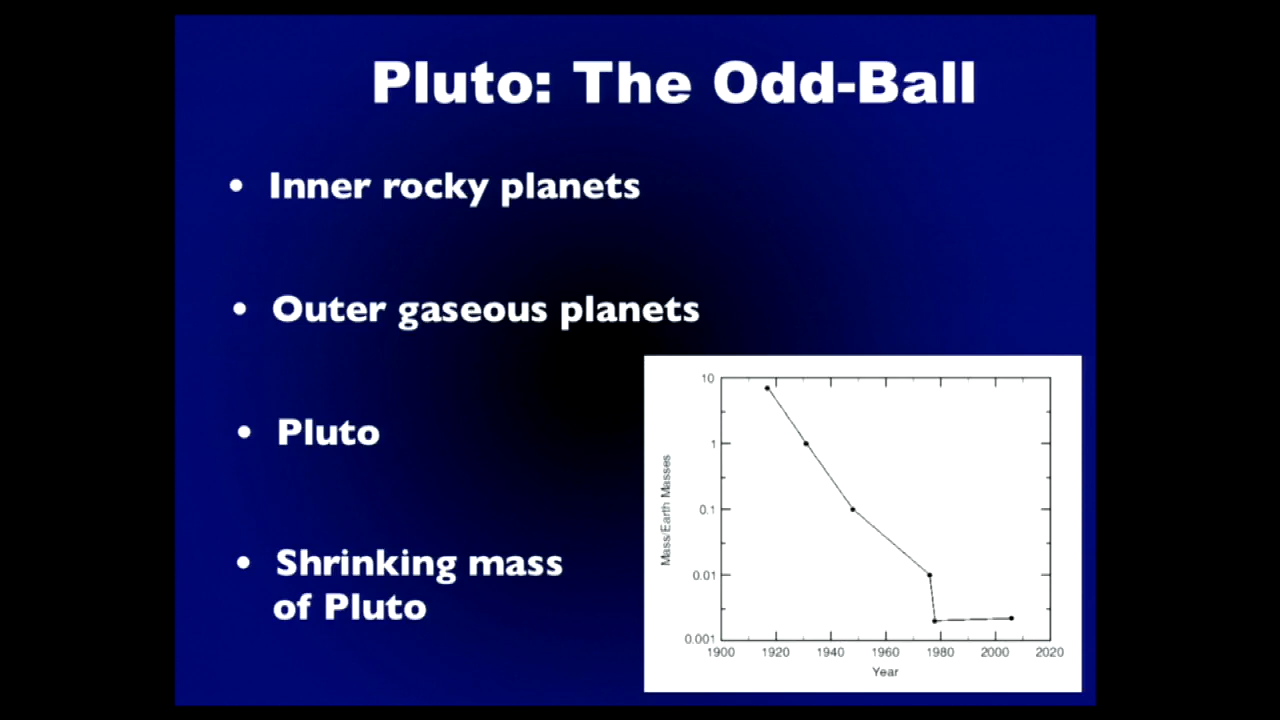 Pluto: The Odd-Ball
• Inner rocky planets
• Outer gaseous planets
• Pluto
• Shrinking mass
of Pluto
10
1
0.1
0.01
0.001
Mass/Earth Masses
1900 1920 1940 1960 1980 2000 2020
Year